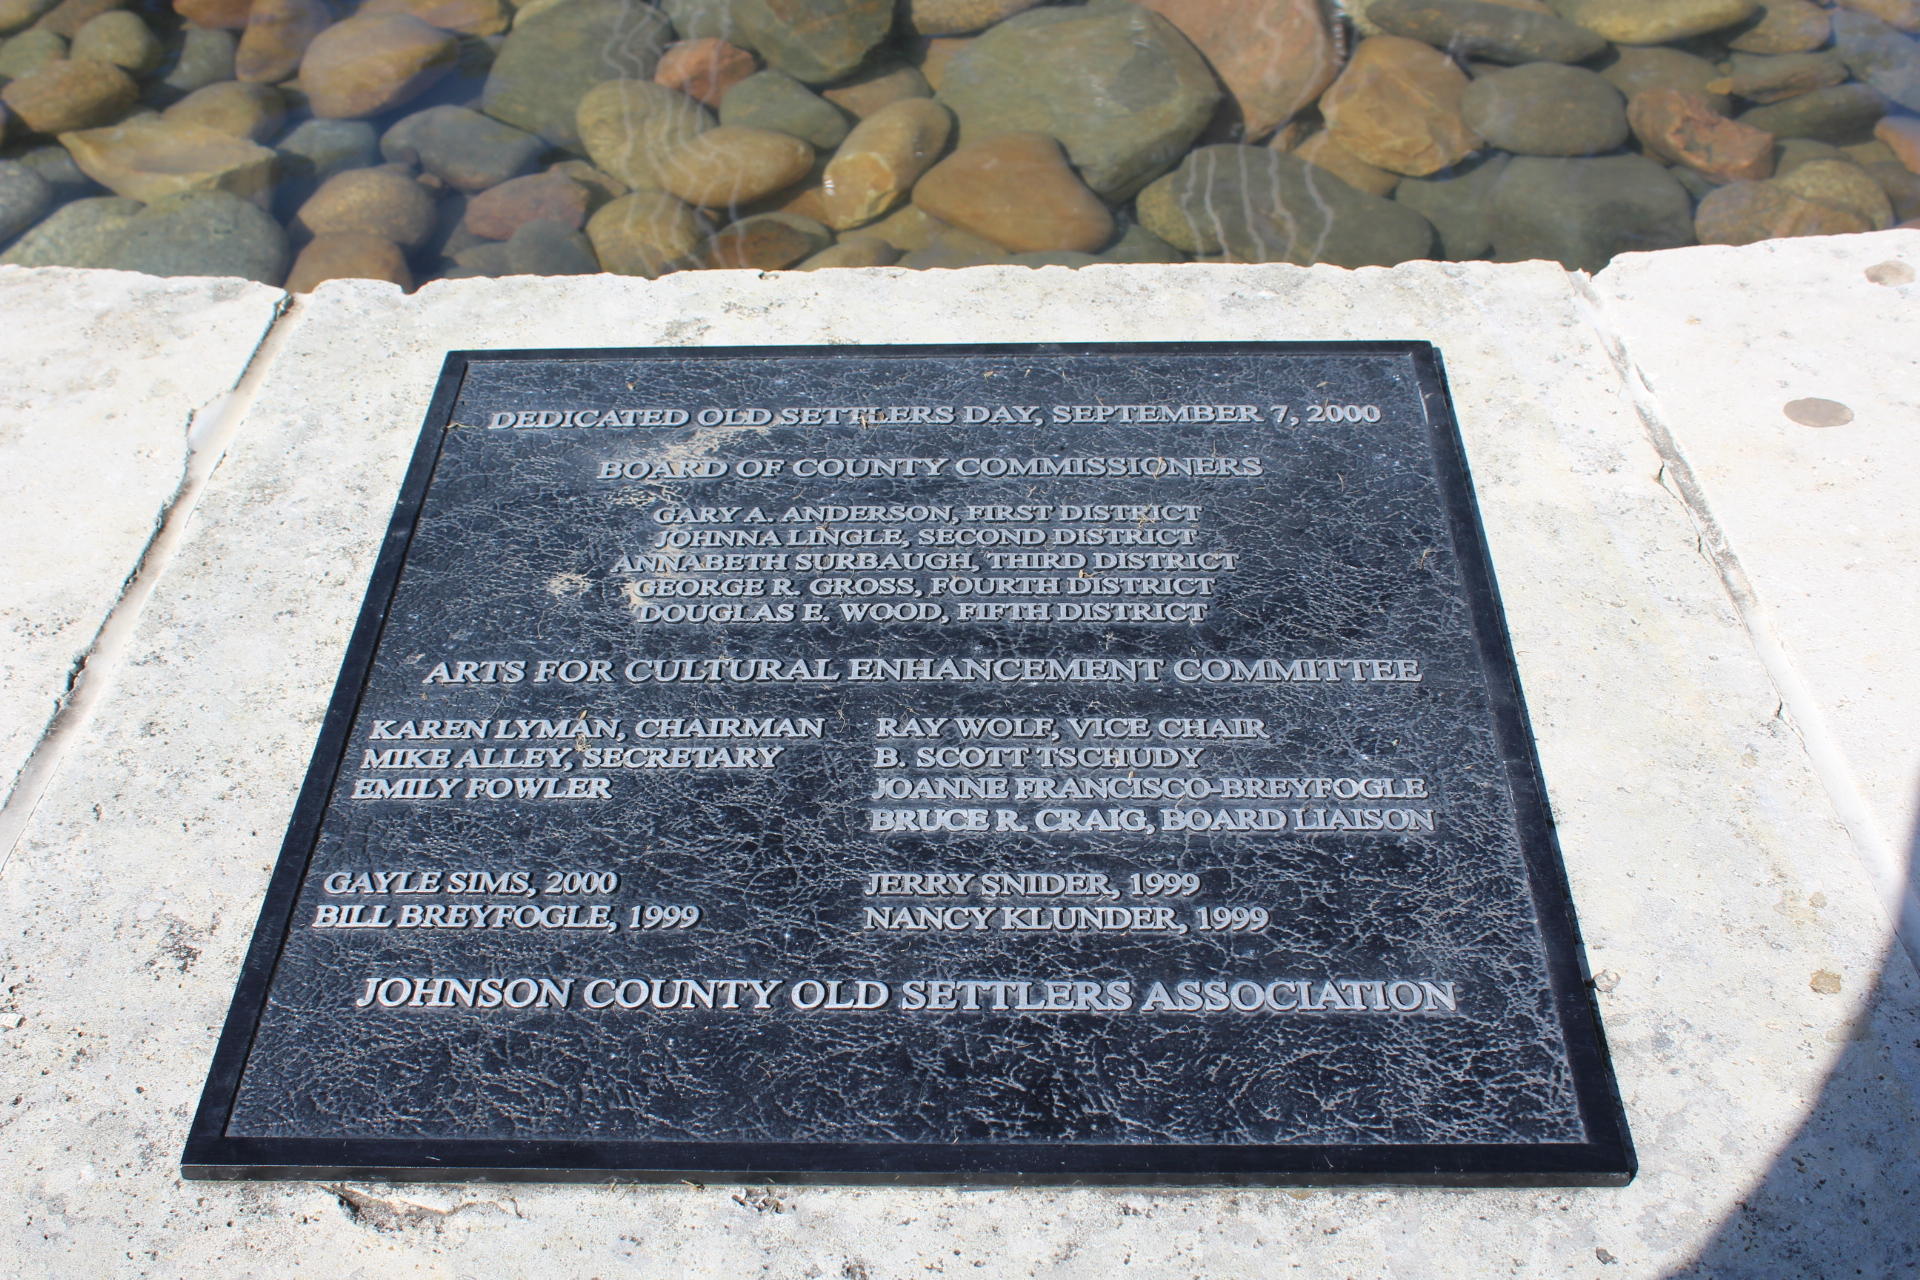 DEDICATED OLD SETTLERS DAY, SEPTEMBER 7, 2000
BOARD OF COUNTY COMMISSIONERS
GARY A. ANDERSON, FIRST DISTRICT
JOHNNA LINGLE, SECOND DISTRICT
ANNABETH SURBAUGH, THIRD DISTRICT
GEORGE R. GROSS, FOURTH DISTRICT
DOUGLAS E. WOOD, FIFTH DISTRICT
ARTS FOR CULTURAL ENHANCEMENT COMMITTEE
KAREN LYMAN, CHAIRMAN RAY WOLF, VICE CHAIR
MIKE ALLEY, SECRETARY B. SCOTT TSCHUDY
EMILY FOWLER JOANNE FRANCISCO-BREYFOGLE
BRUCE R. CRAIG, BOARD LIAISON
GAYLE SIMS, 2000 JERRY SNIDER, 1999
BILL BREYFOGLE, 1999 NANCY KLUNDER, 1999
JOHNSON COUNTY OLD SETTLERS ASSOCIATION